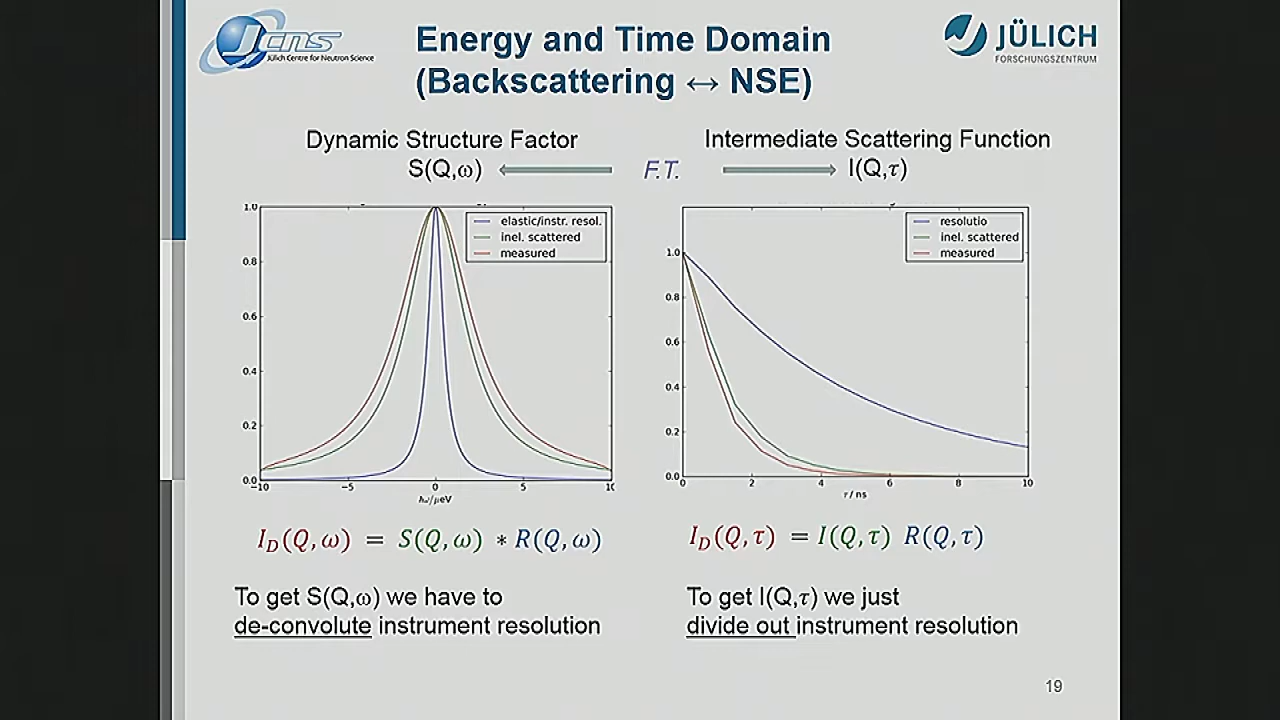 JCNS
Jülich Centre for Neutron Science
Energy and Time Domain
(Backscattering ↔ NSE)
JÜLICH
FORSCHUNGSZENTRUM
Dynamic Structure Factor
S(Q,ω)
F.T.
Intermediate Scattering Function
I(Q,τ)
elastic/instr. resol.
inel. scattered
measured
1.0
0.8
0.6
0.4
0.2
0.0
−10 −5 0 5
ħω/μeV
resolutio
inel. scattered
measured
1.0
0.8
0.6
0.4
0.2
0.0
0 2 4 6 8 10
τ / ns
I_D(Q, ω) = S(Q, ω) ∗ R(Q, ω)
I_D(Q, τ) = I(Q, τ) R(Q, τ)
To get S(Q,ω) we have to
de-convolute instrument resolution
To get I(Q,τ) we just
divide out instrument resolution
19